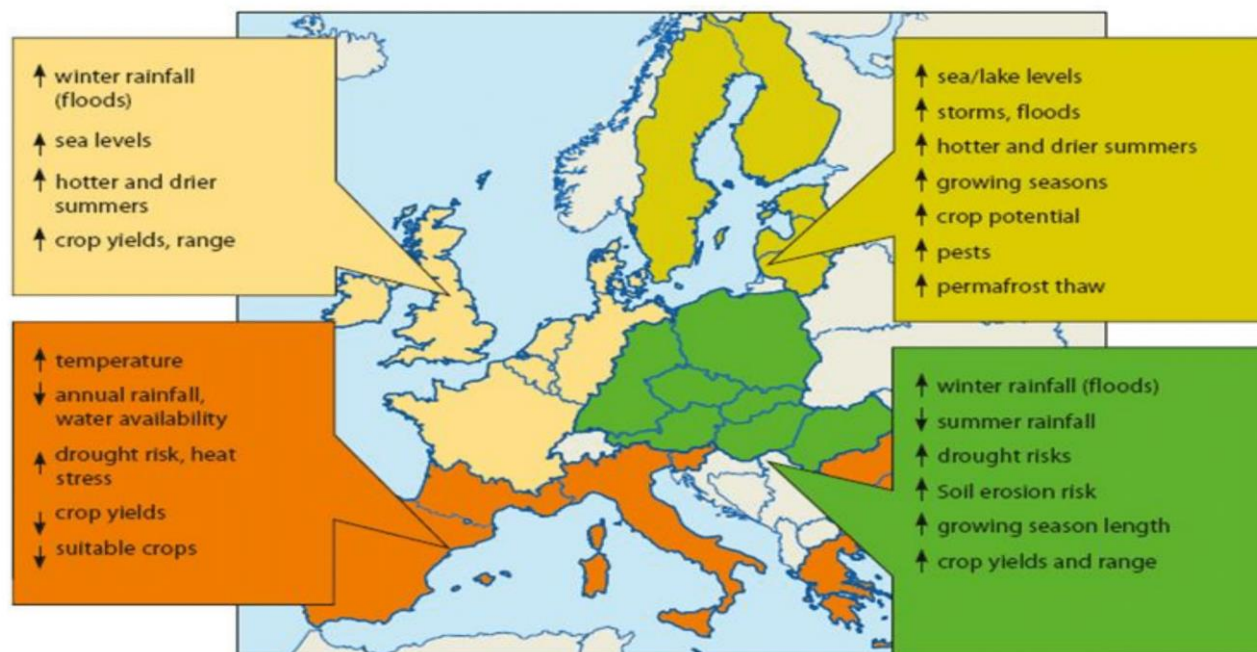 ↑ winter rainfall
(floods)
↑ sea levels
↑ hotter and drier
summers
↑ crop yields, range
↑ sea/lake levels
↑ storms, floods
↑ hotter and drier summers
↑ growing seasons
↑ crop potential
↑ pests
↑ permafrost thaw
↑ temperature
↓ annual rainfall,
water availability
↑ drought risk, heat
stress
↓ crop yields
↓ suitable crops
↑ winter rainfall (floods)
↓ summer rainfall
↑ drought risks
↑ Soil erosion risk
↑ growing season length
↑ crop yields and range